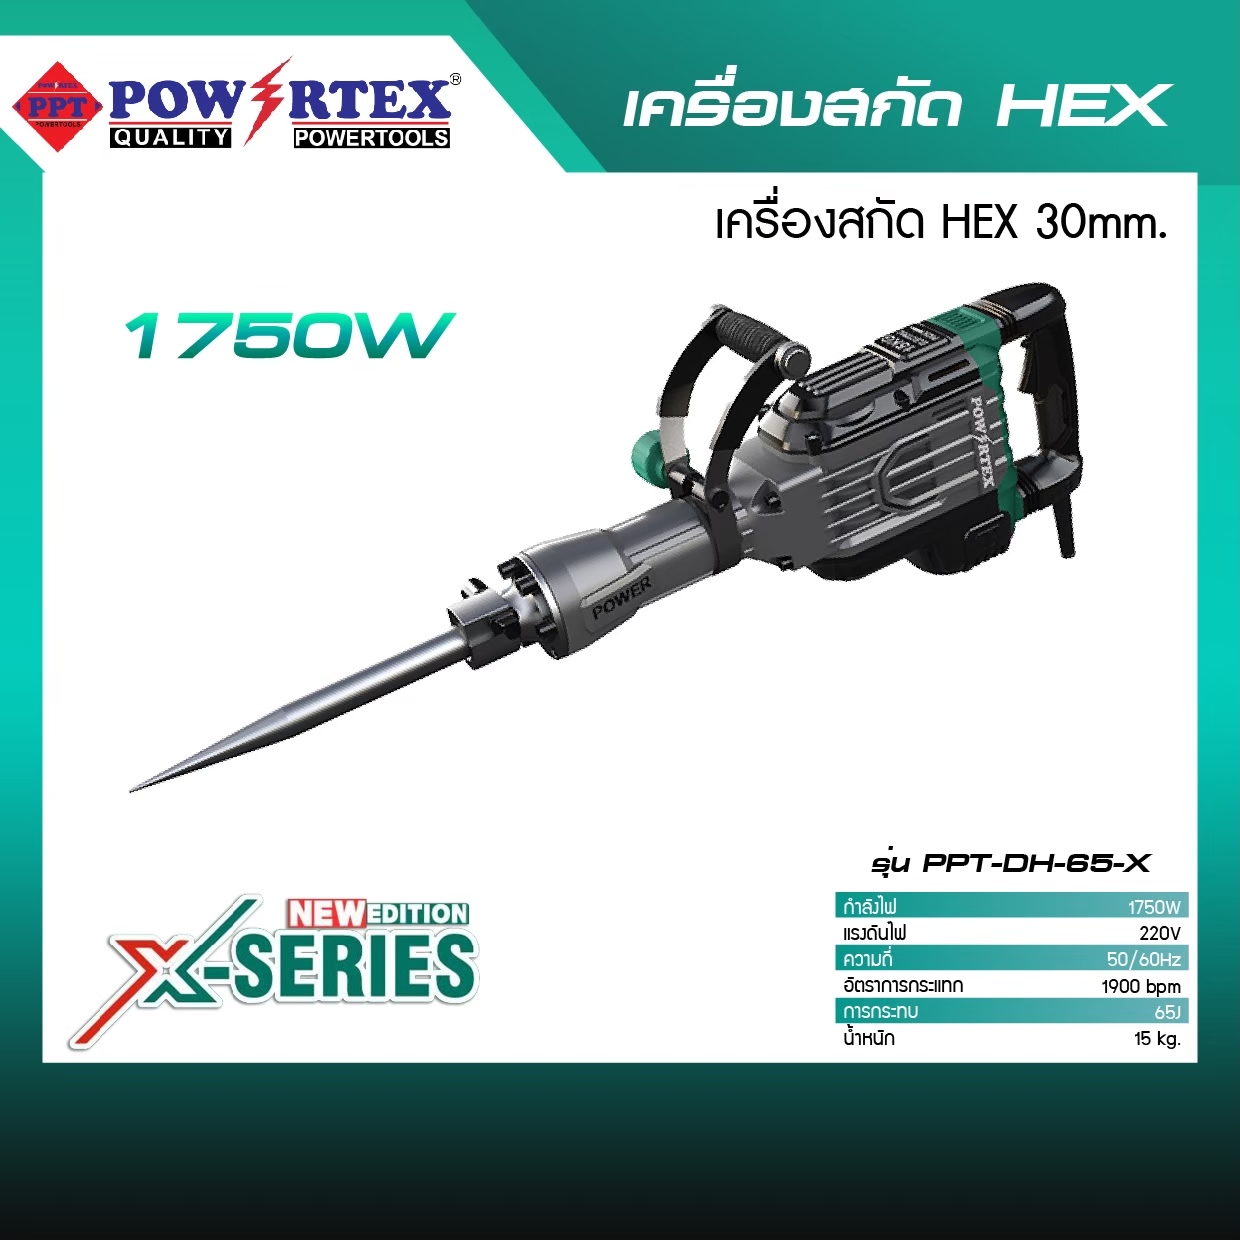 POWERTEX
PPT
POWERTOOLS
POWERTEX®
QUALITY
POWERTOOLS
เครื่องสกัด HEX
เครื่องสกัด HEX 30mm.
1750W
15KG
POWERTEX
POWER
NEW EDITION
X-SERIES
รุ่น PPT-DH-65-X
กำลังไฟ 1750W
แรงดันไฟ 220V
ความถี่ 50/60Hz
อัตราการกระแทก 1900 bpm
การกระทบ 65J
น้ำหนัก 15 kg.